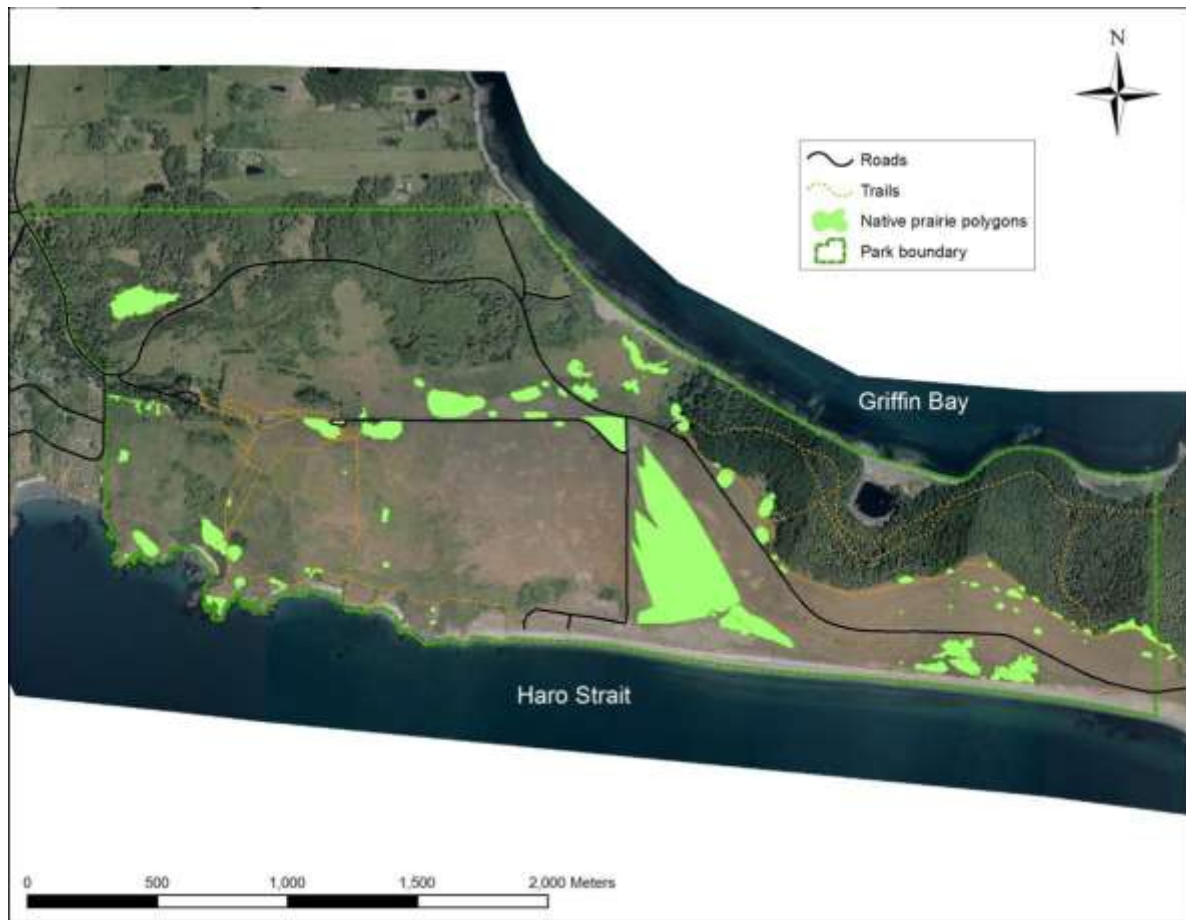 N
Roads
Trails
Native prairie polygons
Park boundary
Griffin Bay
Haro Strait
0 500 1,000 1,500 2,000 Meters